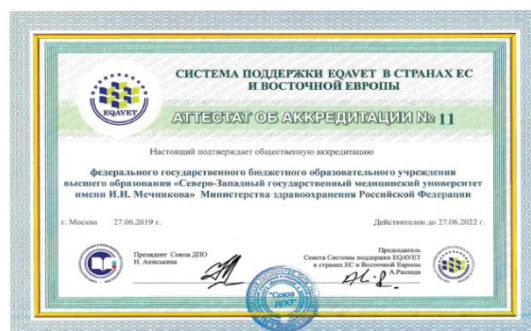 СИСТЕМА ПОДДЕРЖКИ EQAVET В СТРАНАХ ЕС
И ВОСТОЧНОЙ ЕВРОПЫ
EQAVET
АТТЕСТАТ ОБ АККРЕДИТАЦИИ № 11
Настоящий подтверждает общественную аккредитацию
федерального государственного бюджетного образовательного учреждения
высшего образования «Северо-Западный государственный медицинский университет
имени И.И. Мечникова» Министерства здравоохранения Российской Федерации
г. Москва 27.06.2019 г. Действителен до 27.06.2022 г.
Президент Союза ДПО
Н. Аниськина
Председатель
Совета Системы поддержки EQAVET
в странах ЕС и Восточной Европы
А.Рашиди
"Союз
ДПО"